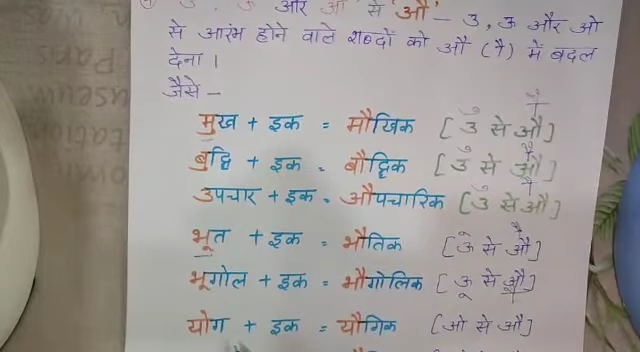 और ओ से 'औ' – उ, ऊ और ओ
से आरंभ होने वाले शब्दों को औ (ौ) में बदल
देना।
जैसे –
मुख + इक = मौखिक [उ से औ]
बुद्धि + इक = बौद्धिक [उ से औ]
उपचार + इक = औपचारिक [उ से औ]
भूत + इक = भौतिक [ऊ से औ]
भूगोल + इक = भौगोलिक [ऊ से औ]
योग + इक = यौगिक [ओ से औ]